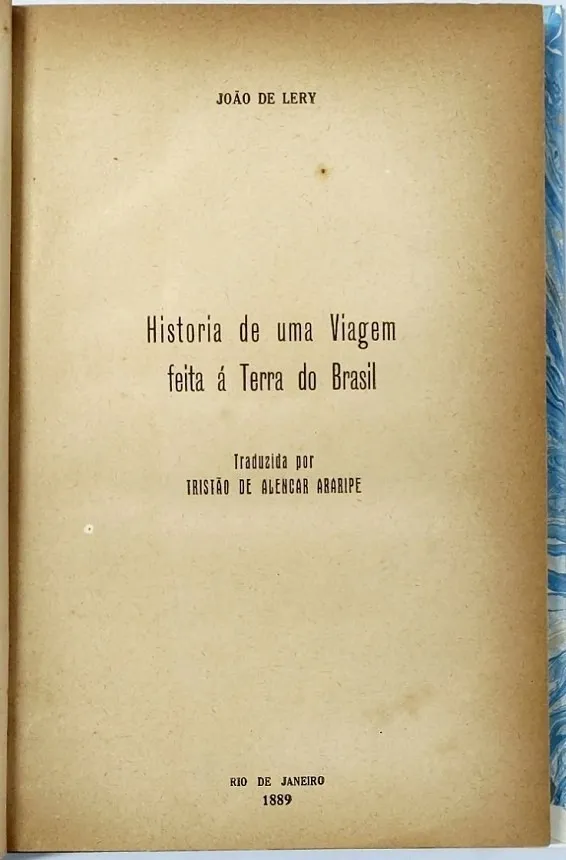 JOÃO DE LERY
Historia de uma Viagem
feita á Terra do Brasil
Traduzida por
TRISTÃO DE ALENCAR ARARIPE
RIO DE JANEIRO
1889